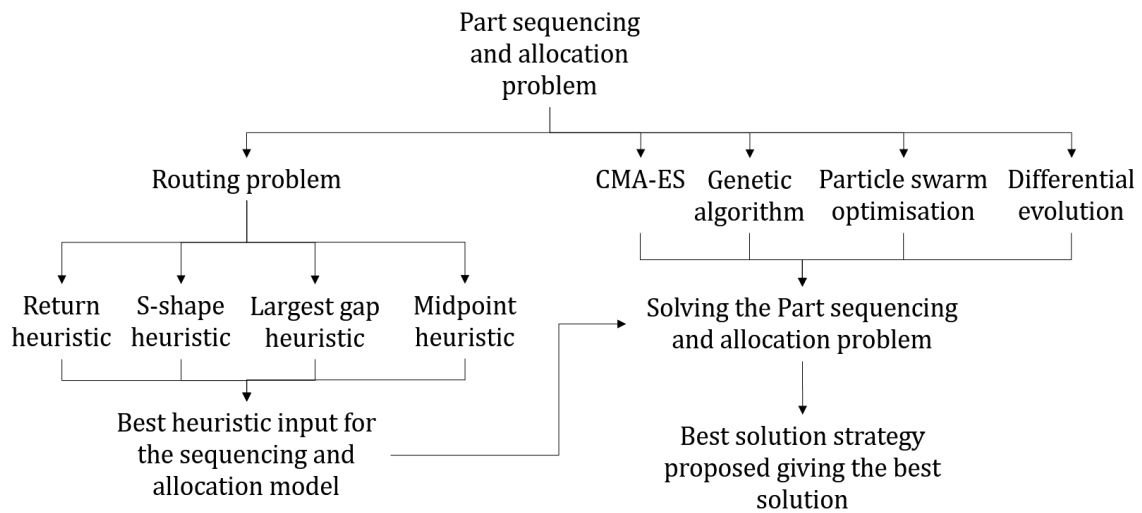 Part sequencing
and allocation
problem
Routing problem
CMA-ES
Genetic
algorithm
Particle swarm
optimisation
Differential
evolution
Return
heuristic
S-shape
heuristic
Largest gap
heuristic
Midpoint
heuristic
Solving the Part sequencing
and allocation problem
Best heuristic input for
the sequencing and
allocation model
Best solution strategy
proposed giving the best
solution